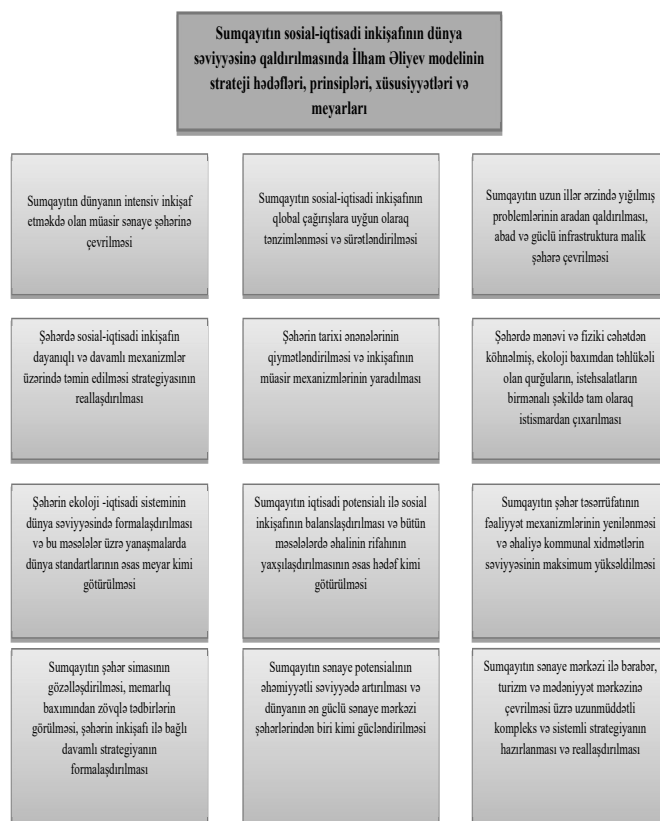 Sumqayıtın sosial-iqtisadi inkişafının dünya
səviyyəsinə qaldırılmasında İlham Əliyev modelinin
strateji hədəfləri, prinsipləri, xüsusiyyətləri və
meyarları
Sumqayıtın dünyanın intensiv inkişaf
etməkdə olan müasir sənaye şəhərinə
çevrilməsi
Sumqayıtın sosial-iqtisadi inkişafının
qlobal çağırışlara uyğun olaraq
tənzimlənməsi və sürətləndirilməsi
Sumqayıtın uzun illər ərzində yığılmış
problemlərinin aradan qaldırılması,
abad və güclü infrastruktura malik
şəhərə çevrilməsi
Şəhərdə sosial-iqtisadi inkişafın
dayanıqlı və davamlı mexanizmlər
üzərində təmin edilməsi strategiyasının
reallaşdırılması
Şəhərin tarixi ənənələrinin
qiymətləndirilməsi və inkişafının
müasir mexanizmlərinin yaradılması
Şəhərdə mənəvi və fiziki cəhətdən
köhnəlmiş, ekoloji baxımdan təhlükəli
olan qurğuların, istehsalatların
birmənalı şəkildə tam olaraq
istismardan çıxarılması
Şəhərin ekoloji -iqtisadi sisteminin
dünya səviyyəsində formalaşdırılması
və bu məsələlər üzrə yanaşmalarda
dünya standartlarının əsas meyar kimi
götürülməsi
Sumqayıtın iqtisadi potensialı ilə sosial
inkişafının balanslaşdırılması və bütün
məsələlərdə əhalinin rifahının
yaxşılaşdırılmasının əsas hədəf kimi
götürülməsi
Sumqayıtın şəhər təsərrüfatının
fəaliyyət mexanizmlərinin yenilənməsi
və əhaliyə kommunal xidmətlərin
səviyyəsinin maksimum yüksəldilməsi
Sumqayıtın şəhər simasının
gözəlləşdirilməsi, memarlıq
baxımından zövqlə tədbirlərin
görülməsi, şəhərin inkişafı ilə bağlı
davamlı strategiyanın
formalaşdırılması
Sumqayıtın sənaye potensialının
əhəmiyyətli səviyyədə artırılması və
dünyanın ən güclü sənaye mərkəzi
şəhərlərindən biri kimi gücləndirilməsi
Sumqayıtın sənaye mərkəzi ilə bərabər,
turizm və mədəniyyət mərkəzinə
çevrilməsi üzrə uzunmüddətli
kompleks və sistemli strategiyanın
hazırlanması və reallaşdırılması